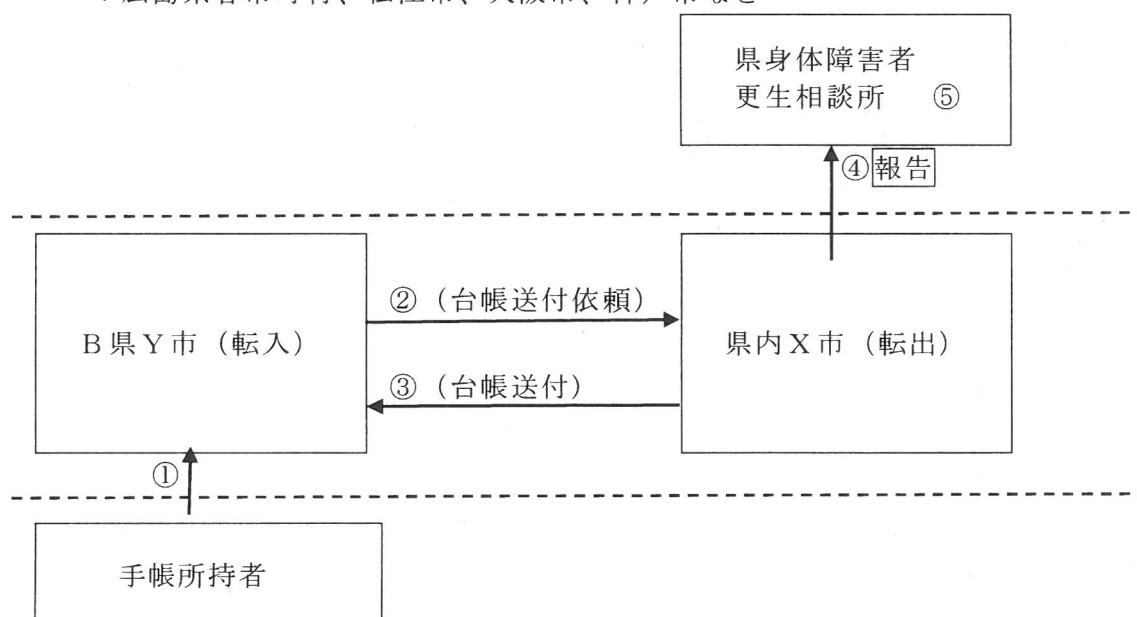 県身体障害者
更生相談所 ⑤
④報告
B県Y市(転入)
②(台帳送付依頼)
県内X市(転出)
③(台帳送付)
①
手帳所持者